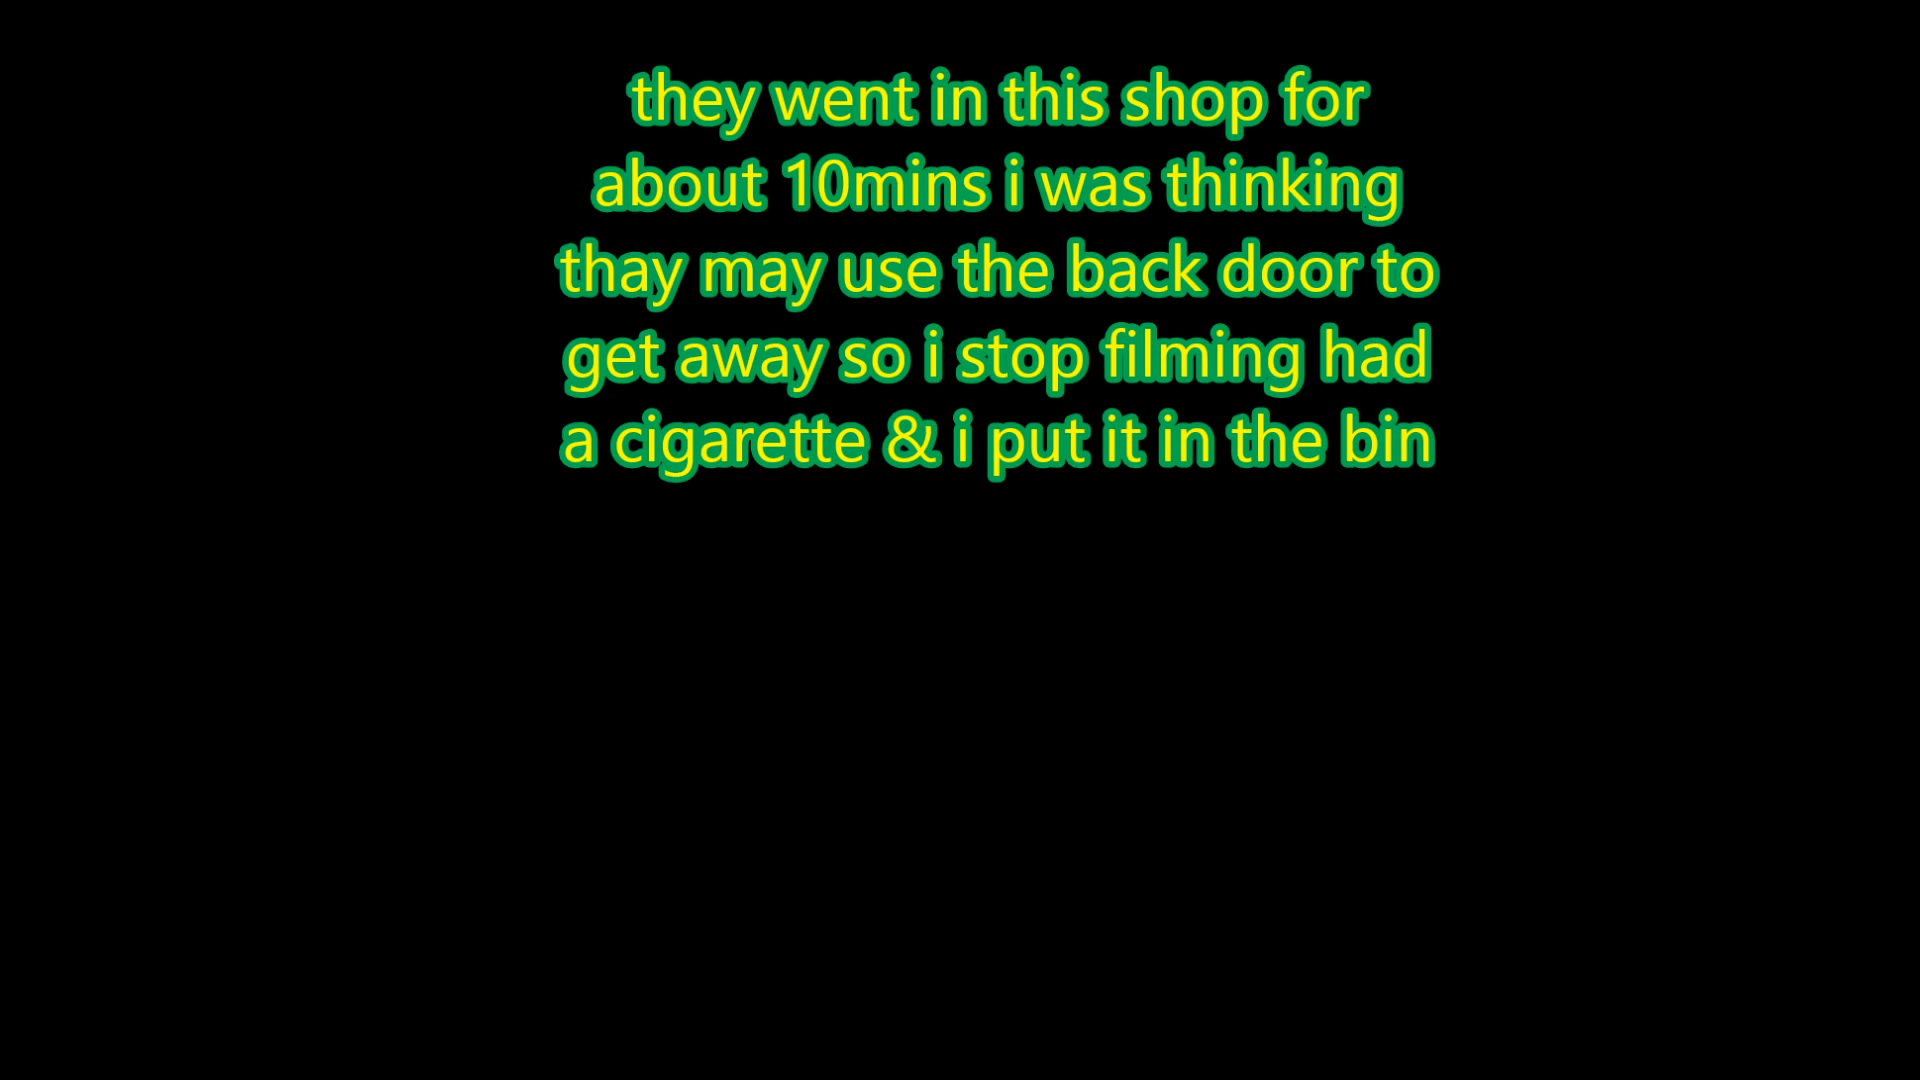 they went in this shop for
about 10mins i was thinking
thay may use the back door to
get away so i stop filming had
a cigarette & i put it in the bin